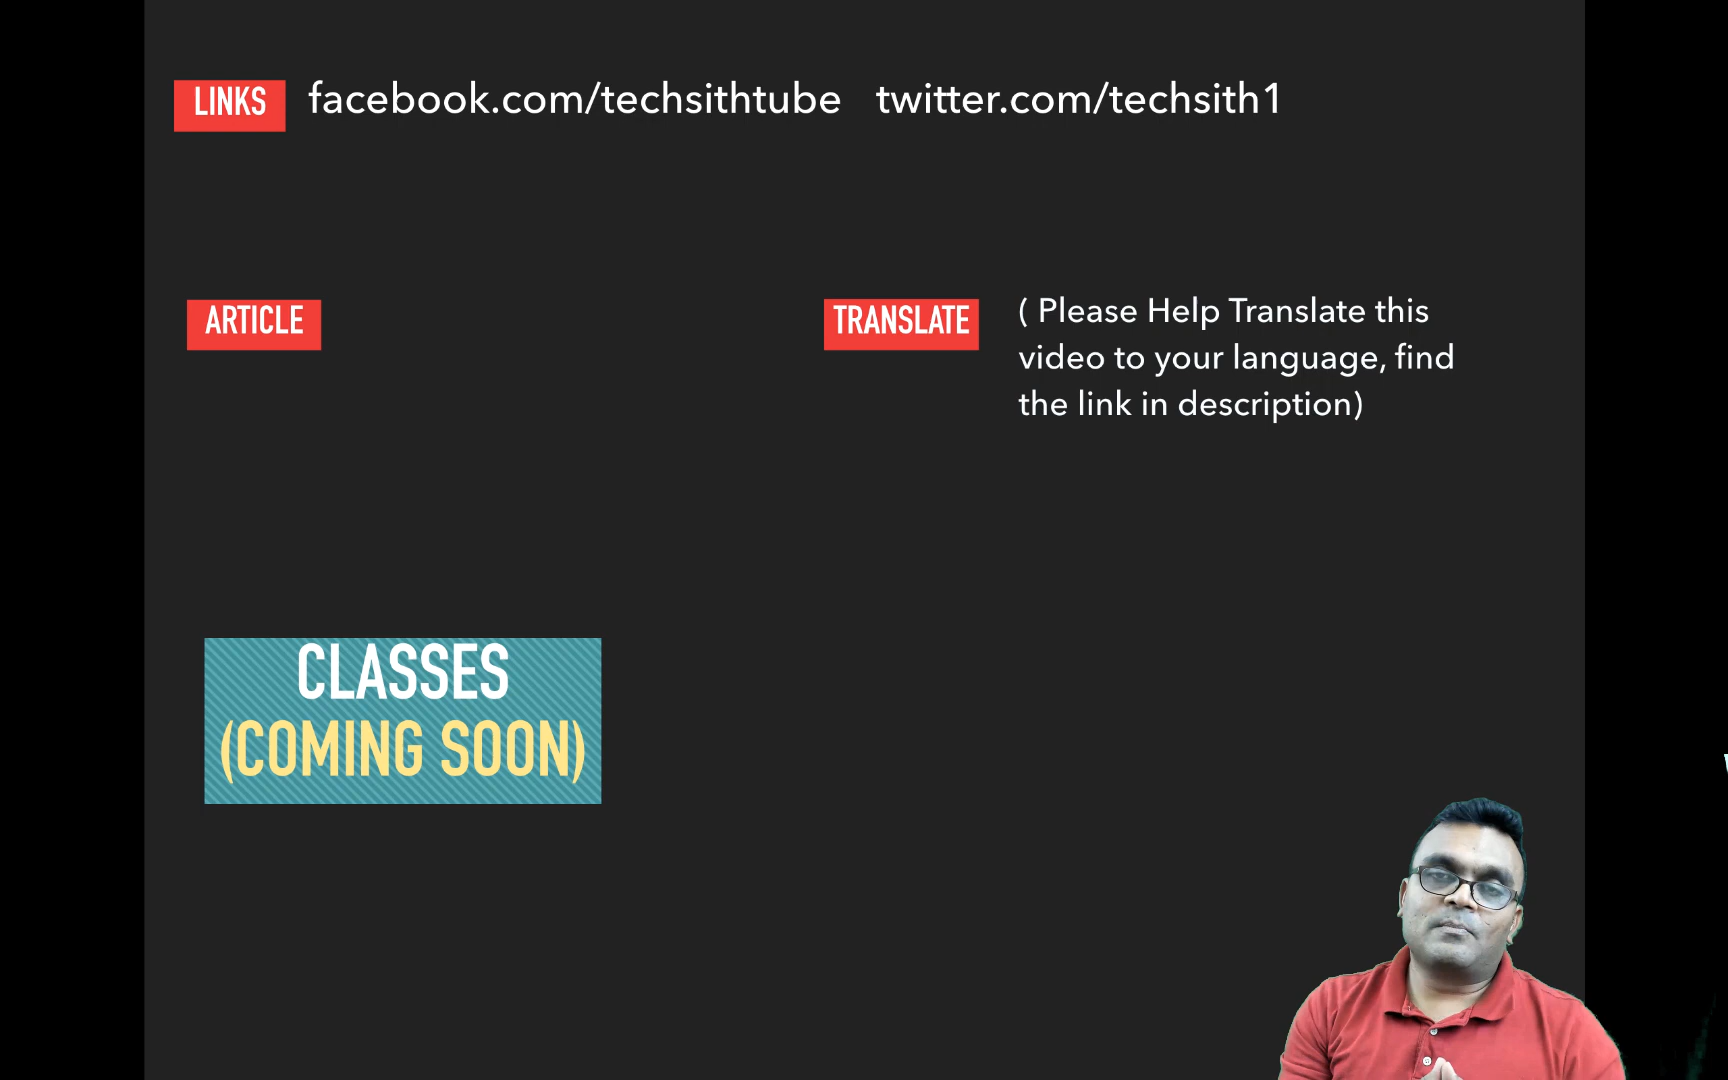 LINKS facebook.com/techsithtube twitter.com/techsith1
ARTICLE
TRANSLATE
( Please Help Translate this
video to your language, find
the link in description)
CLASSES
(COMING SOON)